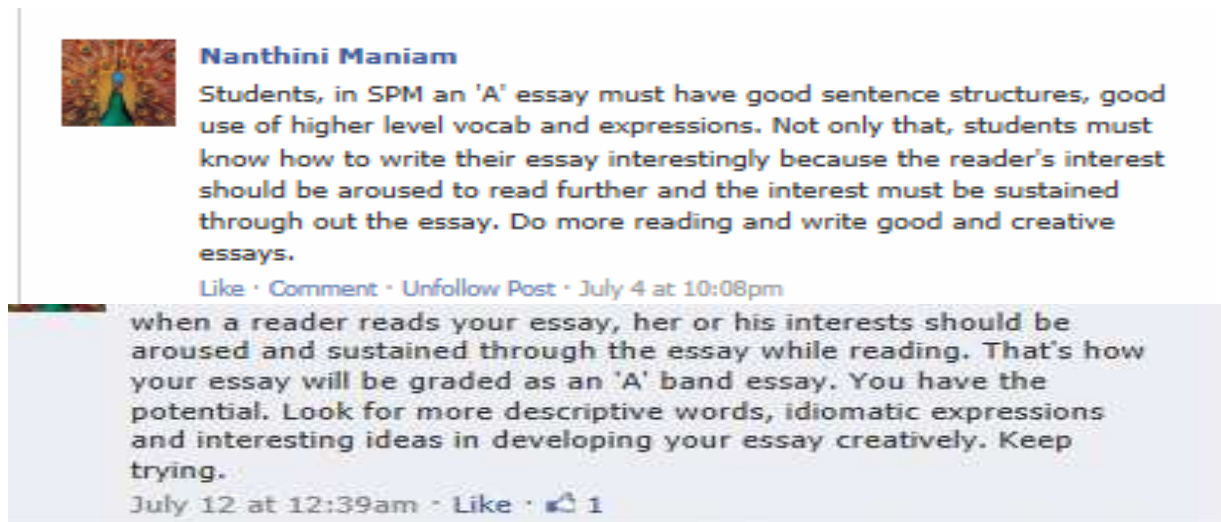 Nanthini Maniam
Students, in SPM an 'A' essay must have good sentence structures, good
use of higher level vocab and expressions. Not only that, students must
know how to write their essay interestingly because the reader's interest
should be aroused to read further and the interest must be sustained
through out the essay. Do more reading and write good and creative
essays.
Like · Comment · Unfollow Post · July 4 at 10:08pm
when a reader reads your essay, her or his interests should be
aroused and sustained through the essay while reading. That's how
your essay will be graded as an 'A' band essay. You have the
potential. Look for more descriptive words, idiomatic expressions
and interesting ideas in developing your essay creatively. Keep
trying.
July 12 at 12:39am · Like · 1